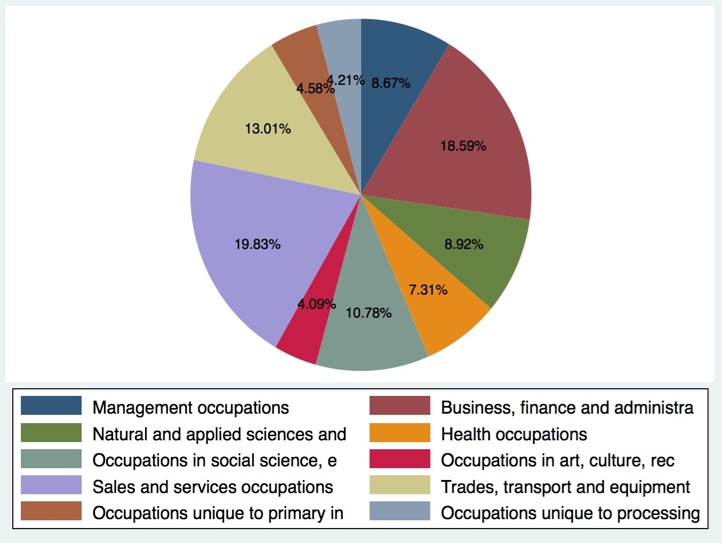 4.21%
8.67%
4.58%
13.01%
18.59%
19.83%
8.92%
7.31%
4.09%
10.78%
Management occupations
Business, finance and administra
Natural and applied sciences and
Health occupations
Occupations in social science, e
Occupations in art, culture, rec
Sales and services occupations
Trades, transport and equipment
Occupations unique to primary in
Occupations unique to processing